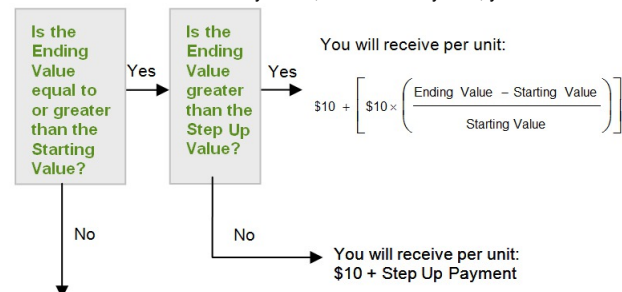 Is the
Ending
Value
equal to
or greater
than the
Starting
Value?
Yes
Is the
Ending
Value
greater
than the
Step Up
Value?
Yes
You will receive per unit:
$10 + [ $10 × ( Ending Value – Starting Value
Starting Value ) ]
No
No
You will receive per unit:
$10 + Step Up Payment